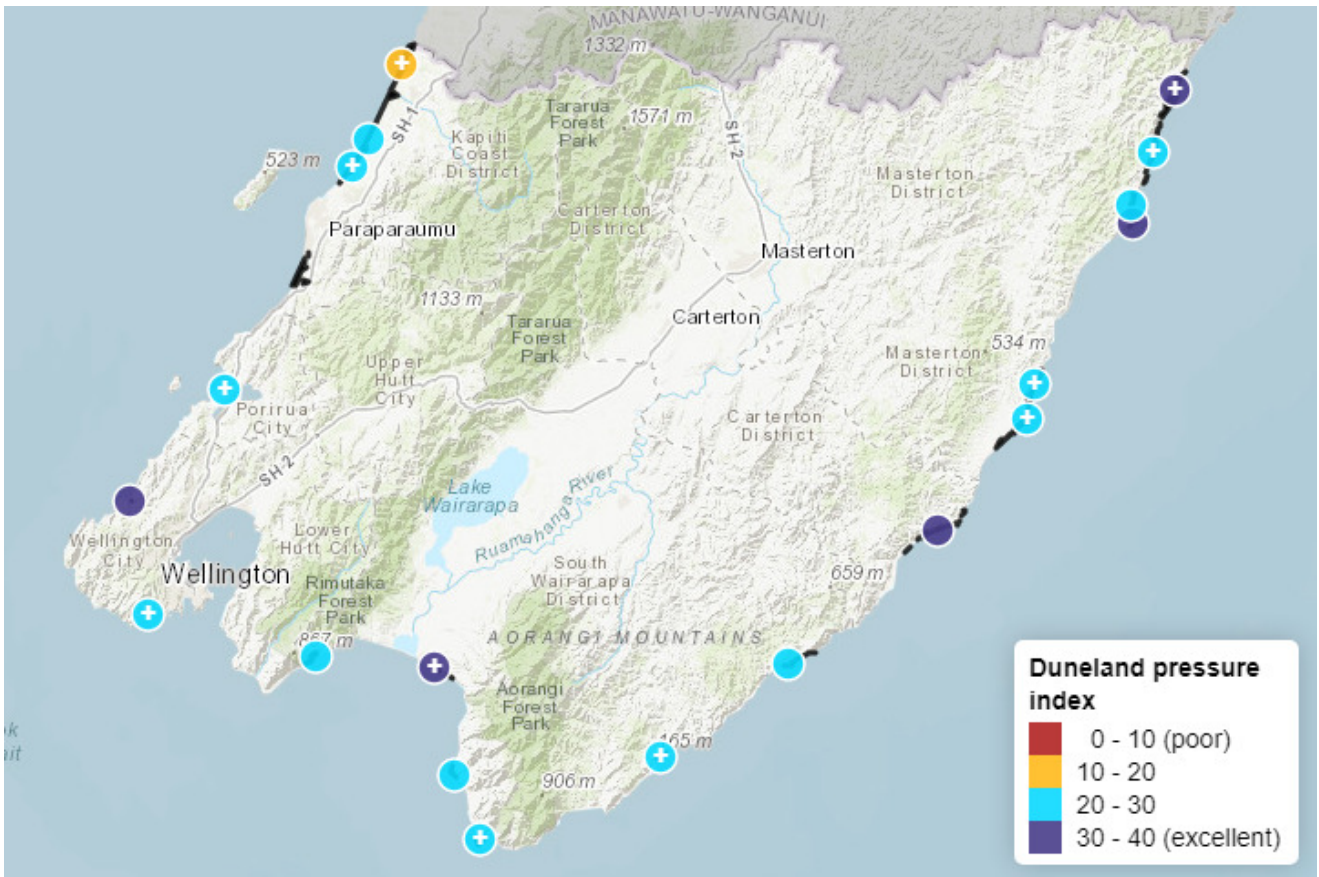 MANAWATU-WANGANUI
1332 m
Tararua
Forest
Park
1571 m
SH-1
SH 2
Kapiti
Coast
District
523 m
Masterton
District
Carterton
District
Paraparaumu
Masterton
1133 m
Carterton
Tararua
Forest
Park
534 m
Masterton
District
Upper
Hutt
City
Porirua
City
Carterton
District
SH 2
Lake
Wairarapa
Ruamahanga River
Lower
Hutt City
Wellington
City
Wellington
South
Wairarapa
District
659 m
Rimutaka
Forest
Park
867 m
AORANGI MOUNTAINS
Aorangi
Forest
Park
165 m
906 m
Duneland pressure
index
0 - 10 (poor)
10 - 20
20 - 30
30 - 40 (excellent)